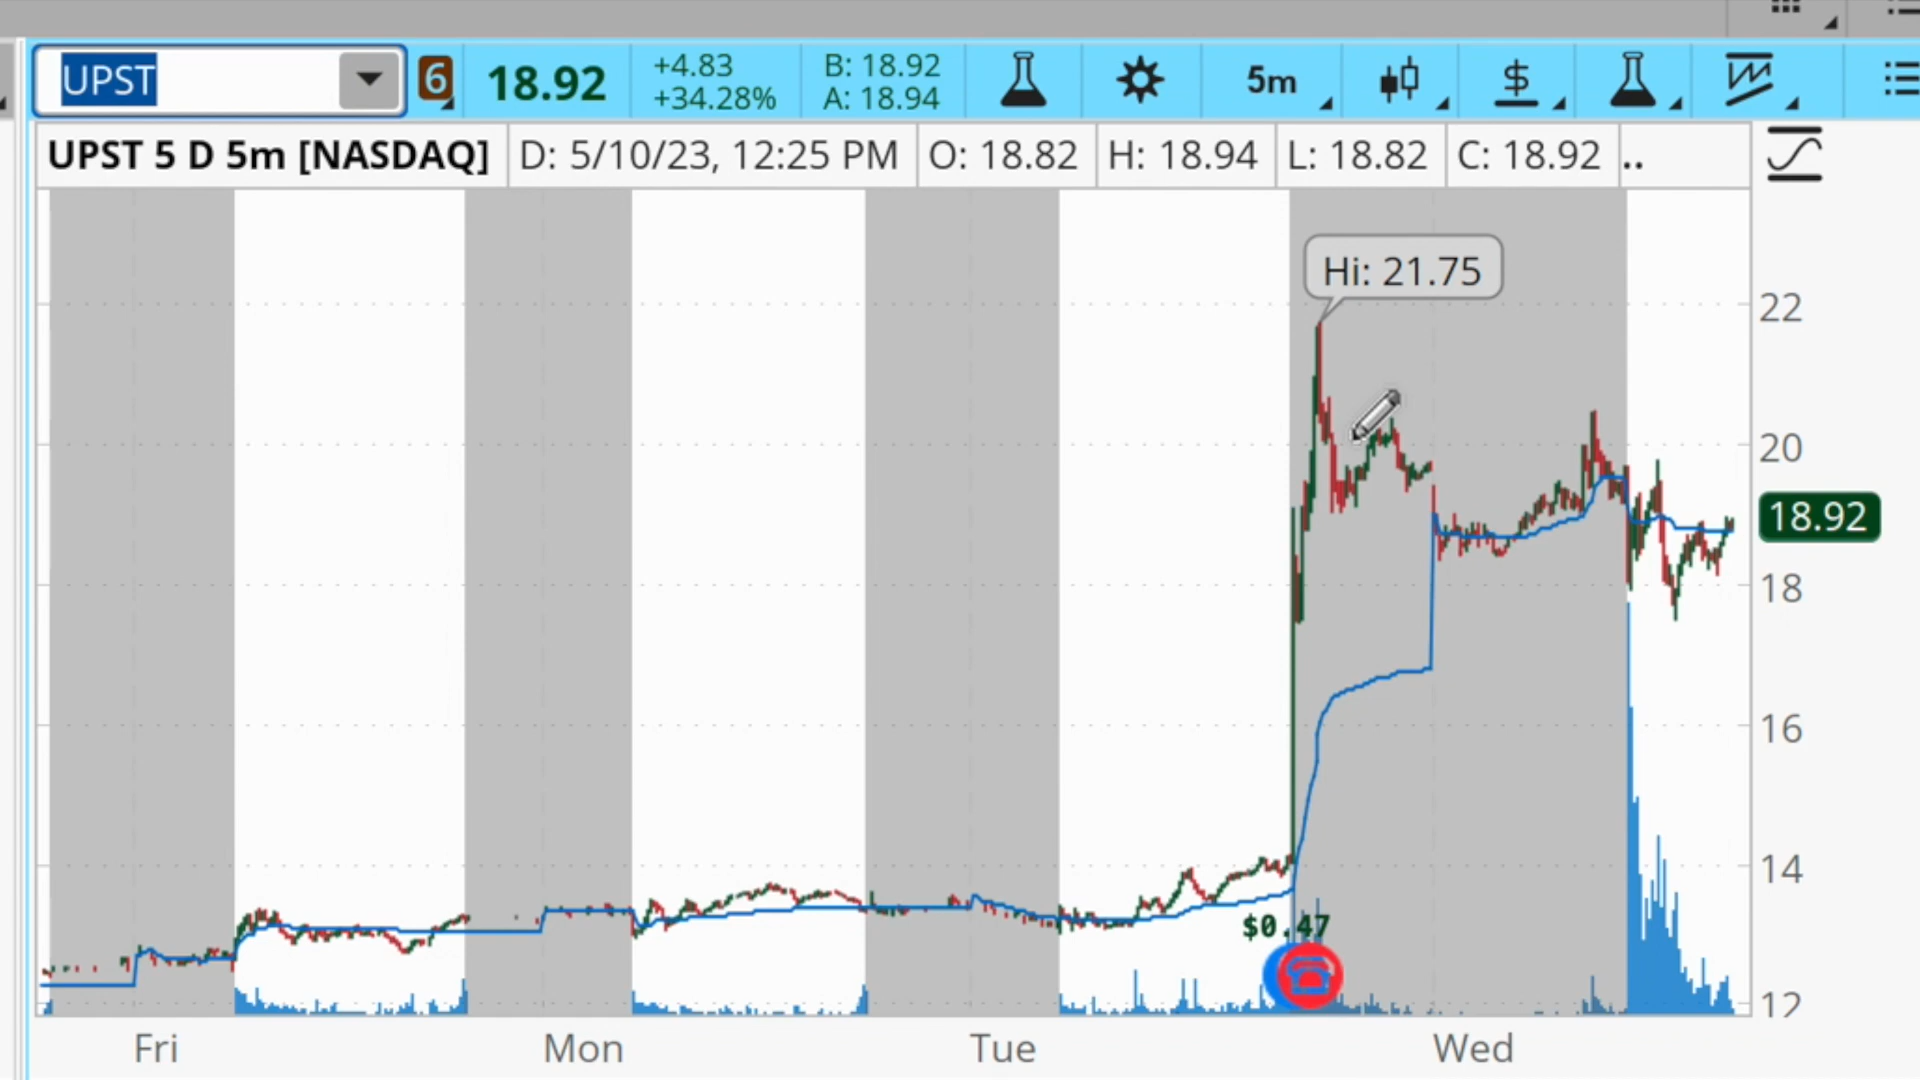 UPST 6 18.92 +4.83 B: 18.92 5m $
+34.28% A: 18.94
UPST 5 D 5m [NASDAQ] D: 5/10/23, 12:25 PM O: 18.82 H: 18.94 L: 18.82 C: 18.92 ..
Hi: 21.75
22
20
18.92
18
16
14
$0.47
12
Fri Mon Tue Wed